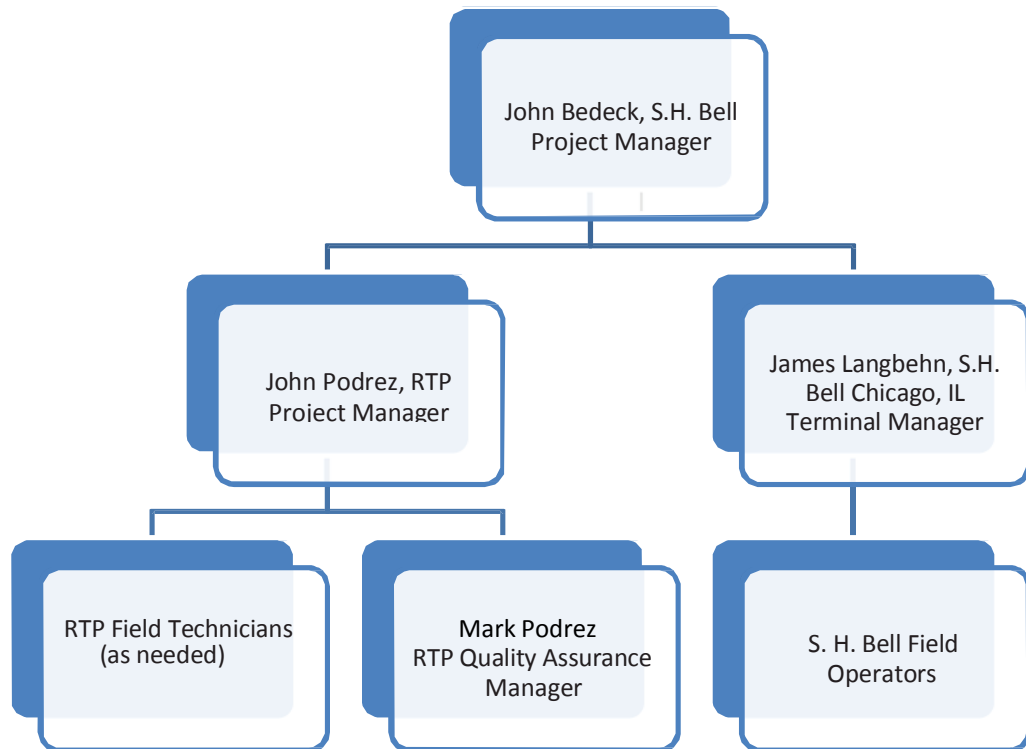 John Bedeck, S.H. Bell
Project Manager
John Podrez, RTP
Project Manager
James Langbehn, S.H.
Bell Chicago, IL
Terminal Manager
RTP Field Technicians
(as needed)
Mark Podrez
RTP Quality Assurance
Manager
S. H. Bell Field
Operators